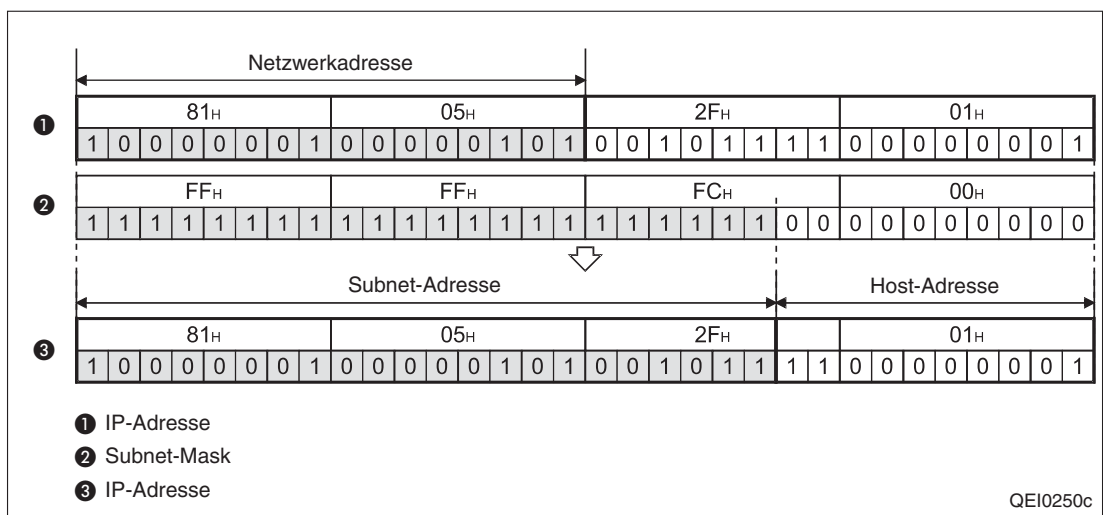 Netzwerkadresse
81H 05H 2FH 01H
❶ 1 0 0 0 0 0 0 1 0 0 0 0 0 1 0 1 0 0 1 0 1 1 1 1 0 0 0 0 0 0 0 1
FFH FFH FCH 00H
❷ 1 1 1 1 1 1 1 1 1 1 1 1 1 1 1 1 1 1 1 1 1 1 0 0 0 0 0 0 0 0 0 0
Subnet-Adresse Host-Adresse
81H 05H 2FH 01H
❸ 1 0 0 0 0 0 0 1 0 0 0 0 0 1 0 1 0 0 1 0 1 1 1 1 0 0 0 0 0 0 0 1
❶ IP-Adresse
❷ Subnet-Mask
❸ IP-Adresse
QEI0250c